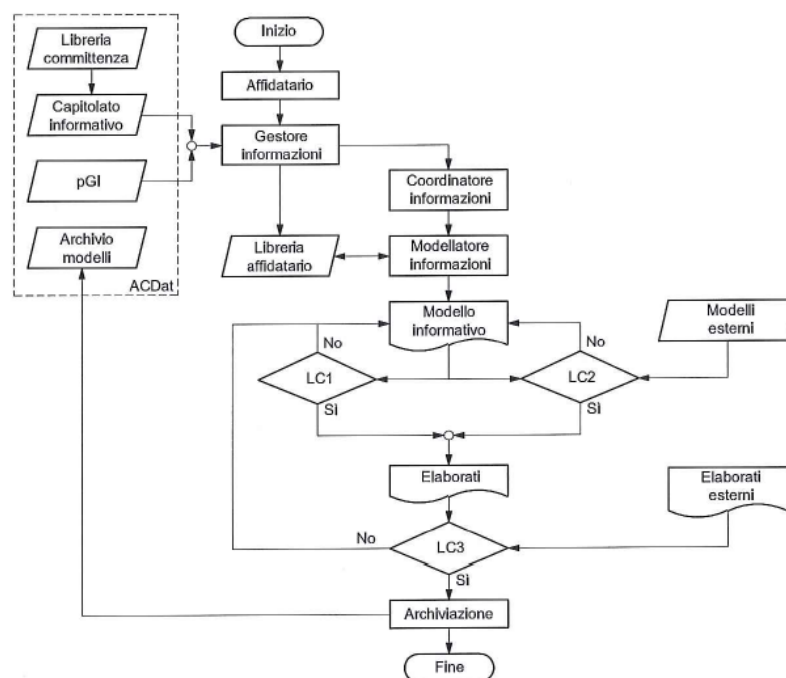 Inizio
Libreria
committenza
Affidatario
Capitolato
informativo
Gestore
informazioni
pGI
Coordinatore
informazioni
Archivio
modelli
ACDat
Libreria
affidatario
Modellatore
informazioni
Modello
informativo
Modelli
esterni
No
No
LC1
LC2
Sì
Sì
Elaborati
Elaborati
esterni
No
LC3
Sì
Archiviazione
Fine